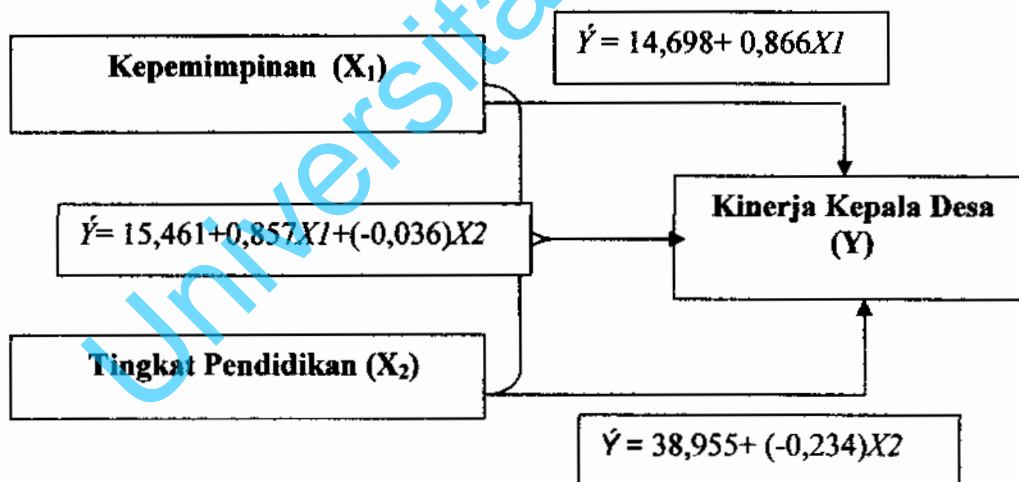 Ý = 14,698+ 0,866X1
Kepemimpinan (X₁)
Kinerja Kepala Desa
(Y)
Ý= 15,461+0,857X1+(-0,036)X2
Tingkat Pendidikan (X₂)
Ý = 38,955+ (-0,234)X2
Universita